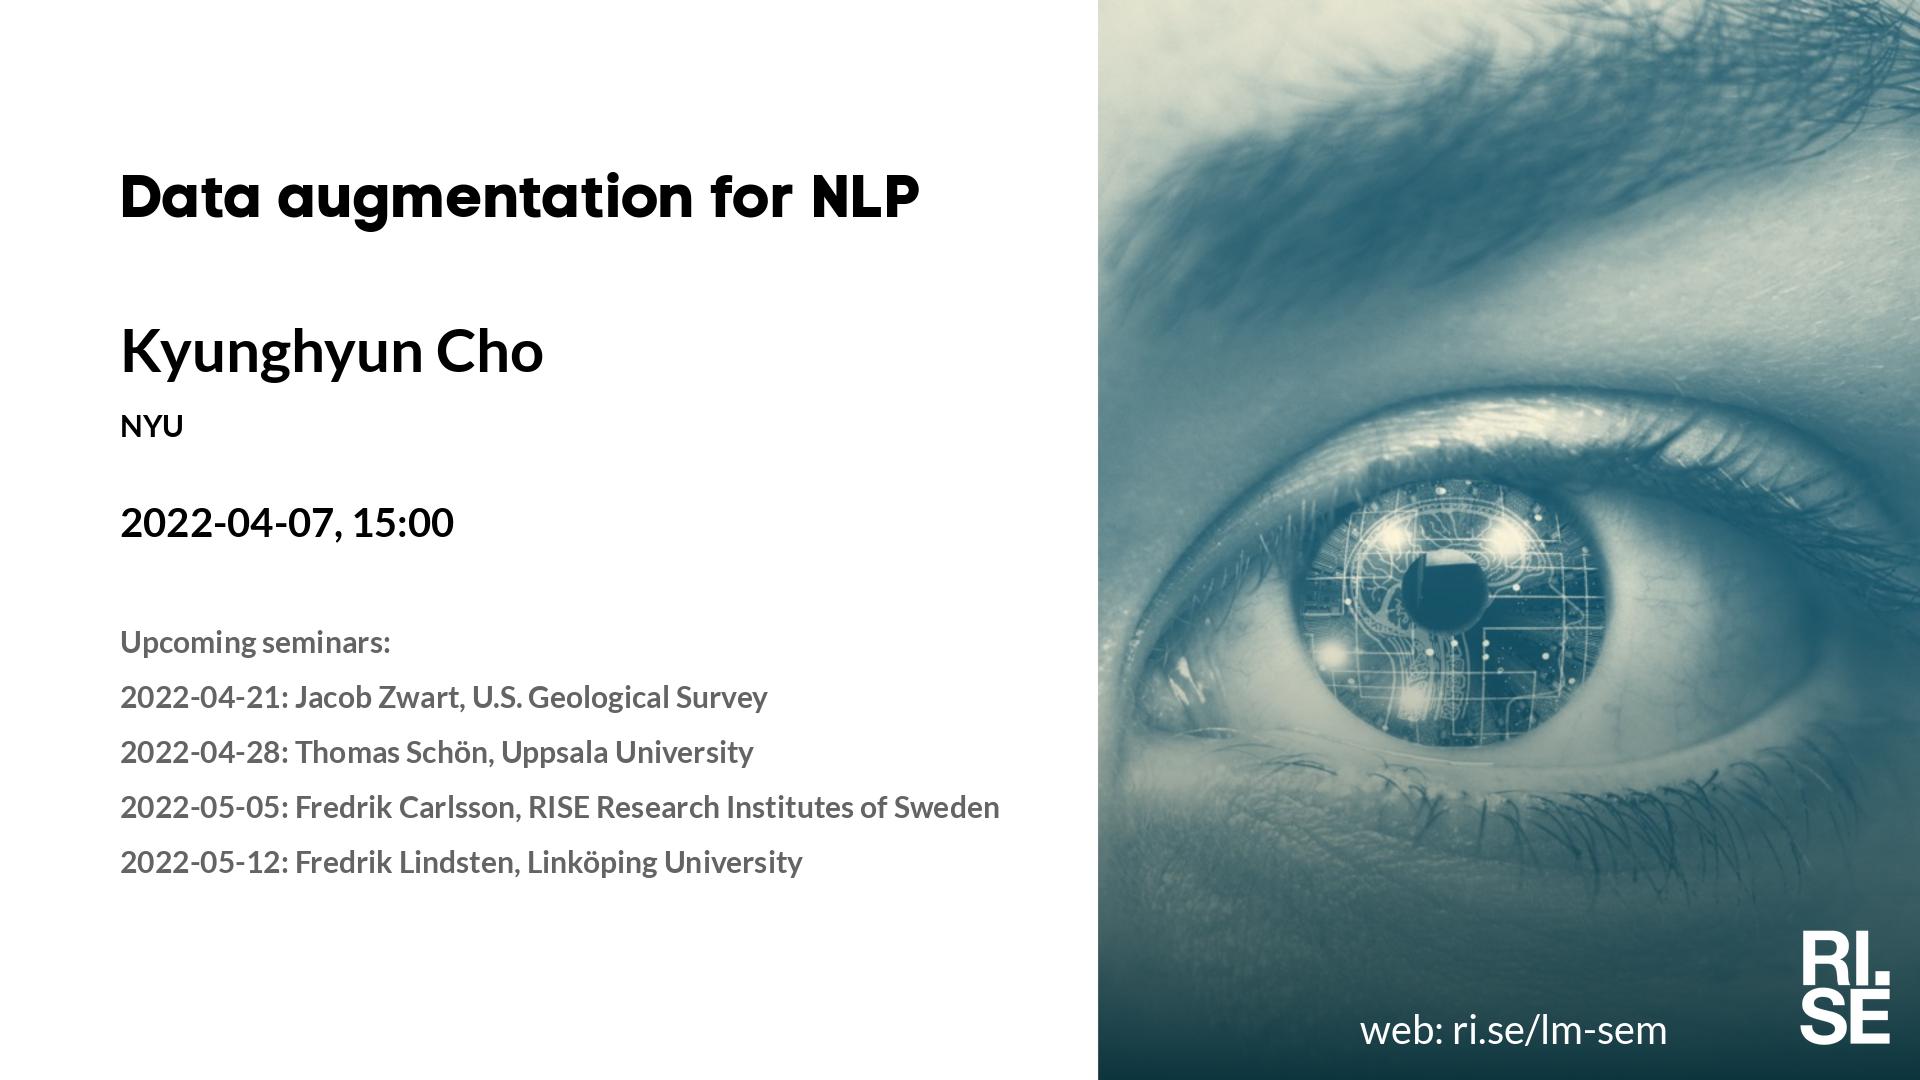 Data augmentation for NLP
Kyunghyun Cho
NYU
2022-04-07, 15:00
Upcoming seminars:
2022-04-21: Jacob Zwart, U.S. Geological Survey
2022-04-28: Thomas Schön, Uppsala University
2022-05-05: Fredrik Carlsson, RISE Research Institutes of Sweden
2022-05-12: Fredrik Lindsten, Linköping University
RI.
SE
web: ri.se/lm-sem